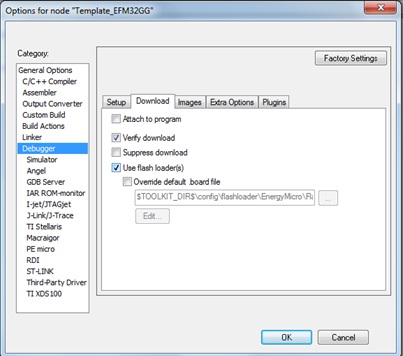 Options for node "Template_EFM32GG"
Category:
General Options
C/C++ Compiler
Assembler
Output Converter
Custom Build
Build Actions
Linker
Debugger
Simulator
Angel
GDB Server
IAR ROM-monitor
I-jet/JTAGjet
J-Link/J-Trace
TI Stellaris
Macraigor
PE micro
RDI
ST-LINK
Third-Party Driver
TI XDS100
Factory Settings
Setup Download Images Extra Options Plugins
Attach to program
Verify download
Suppress download
Use flash loader(s)
Override default .board file
$TOOLKIT_DIR$\config\flashloader\EnergyMicro\Fl
...
Edit...
OK Cancel